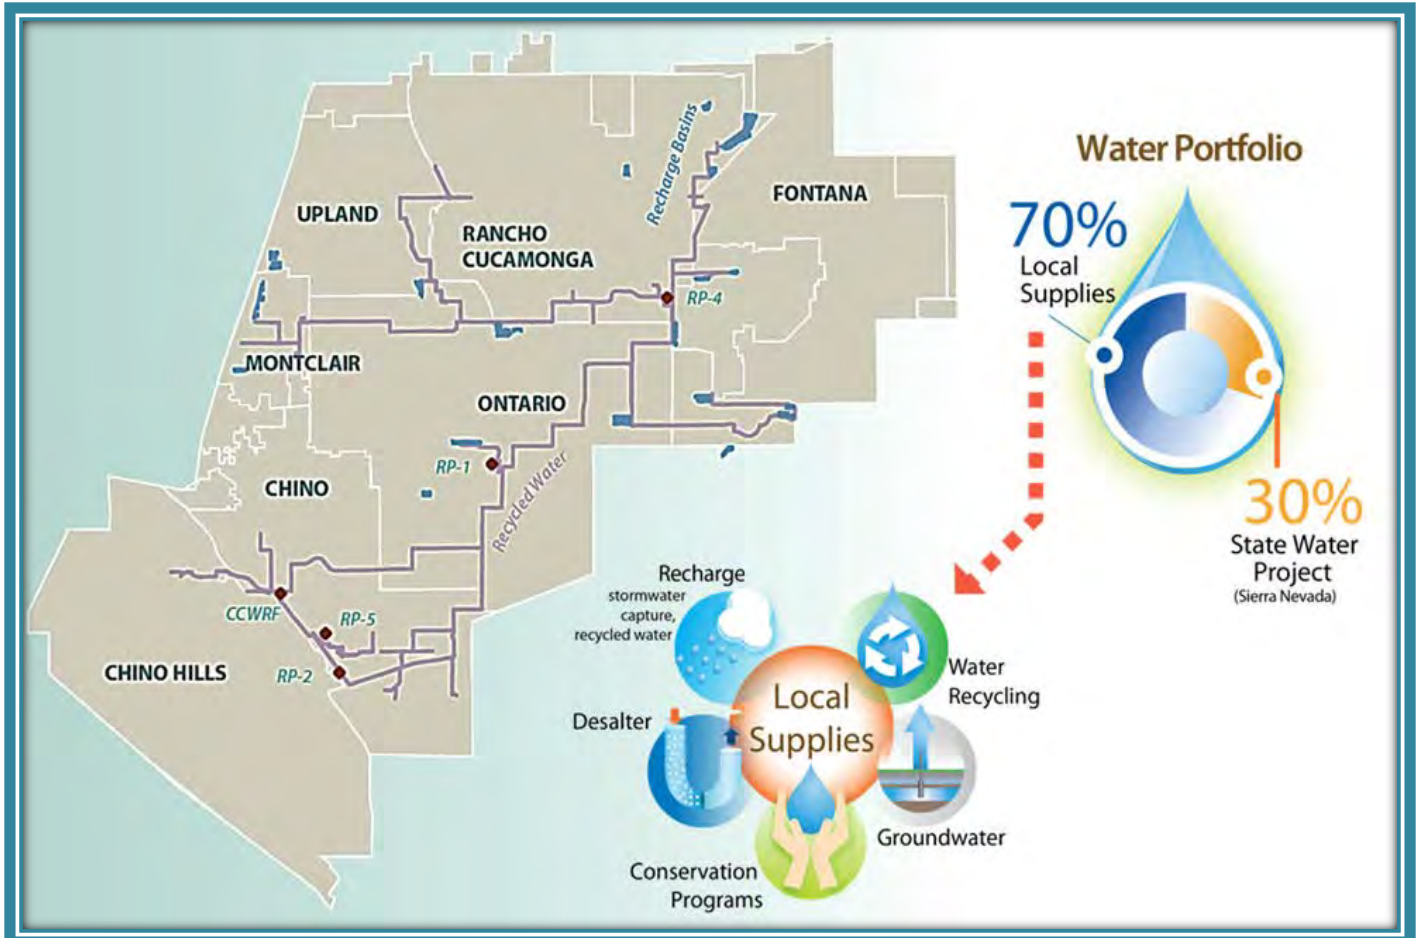 UPLAND
RANCHO
CUCAMONGA
Recharge Basins
FONTANA
RP-4
MONTCLAIR
ONTARIO
RP-1
Recycled Water
CHINO
CCWRF
RP-5
RP-2
CHINO HILLS
Water Portfolio
70%
Local
Supplies
30%
State Water
Project
(Sierra Nevada)
Recharge
stormwater
capture,
recycled water
Water
Recycling
Desalter
Local
Supplies
Groundwater
Conservation
Programs